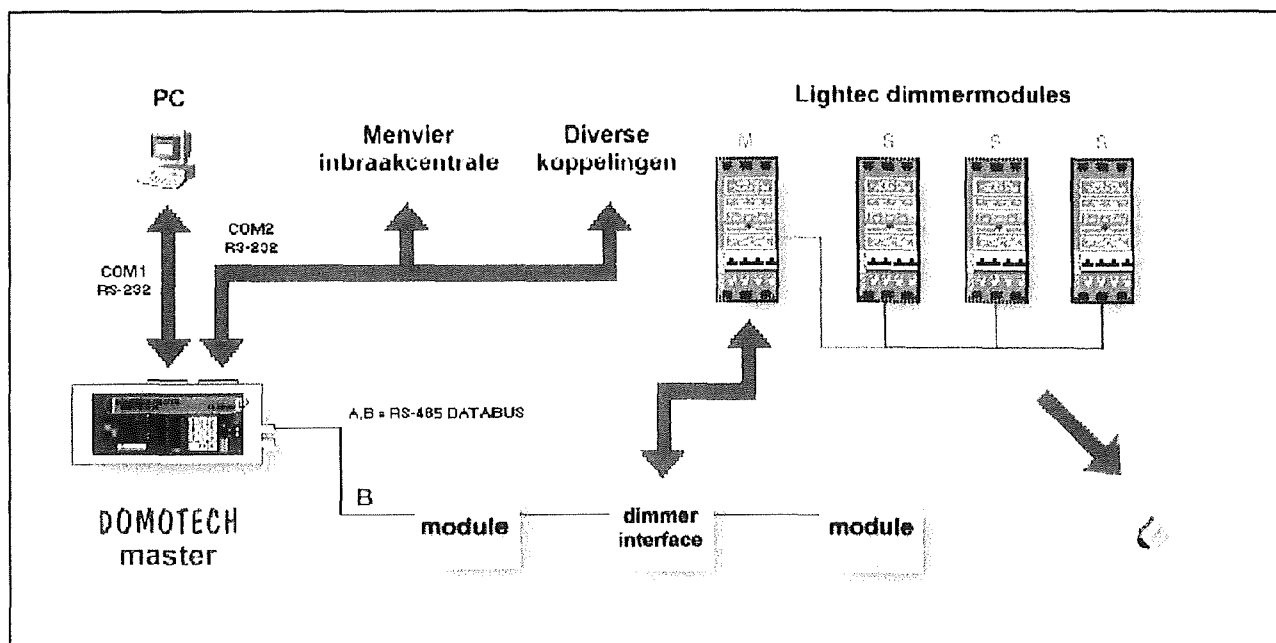 PC
Menvier
inbraakcentrale
Diverse
koppelingen
Lightec dimmermodules
M
S
S
S
COM1
RS-232
COM2
RS-232
A,B = RS-485 DATABUS
B
DOMOTECH
master
module
dimmer
interface
module